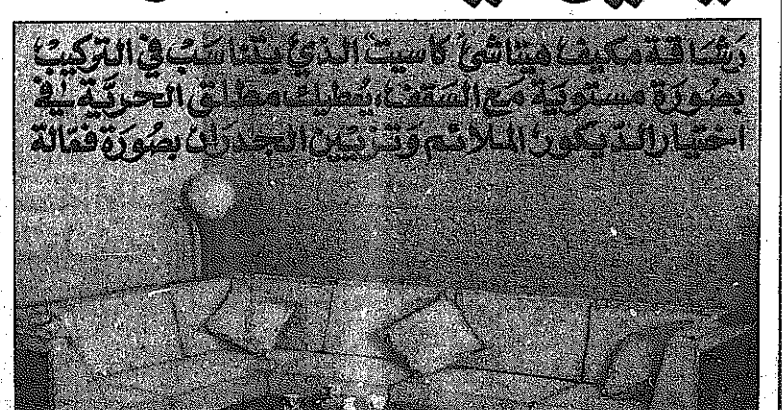 رشاقة مكيف هيتاشي كاسيت الذي يتناسب في التركيب
بصورة مستوية مع السقف، يعطيك مطلق الحرية في
اختيار الديكور الملائم وتزيين الجدران بصورة فعالة